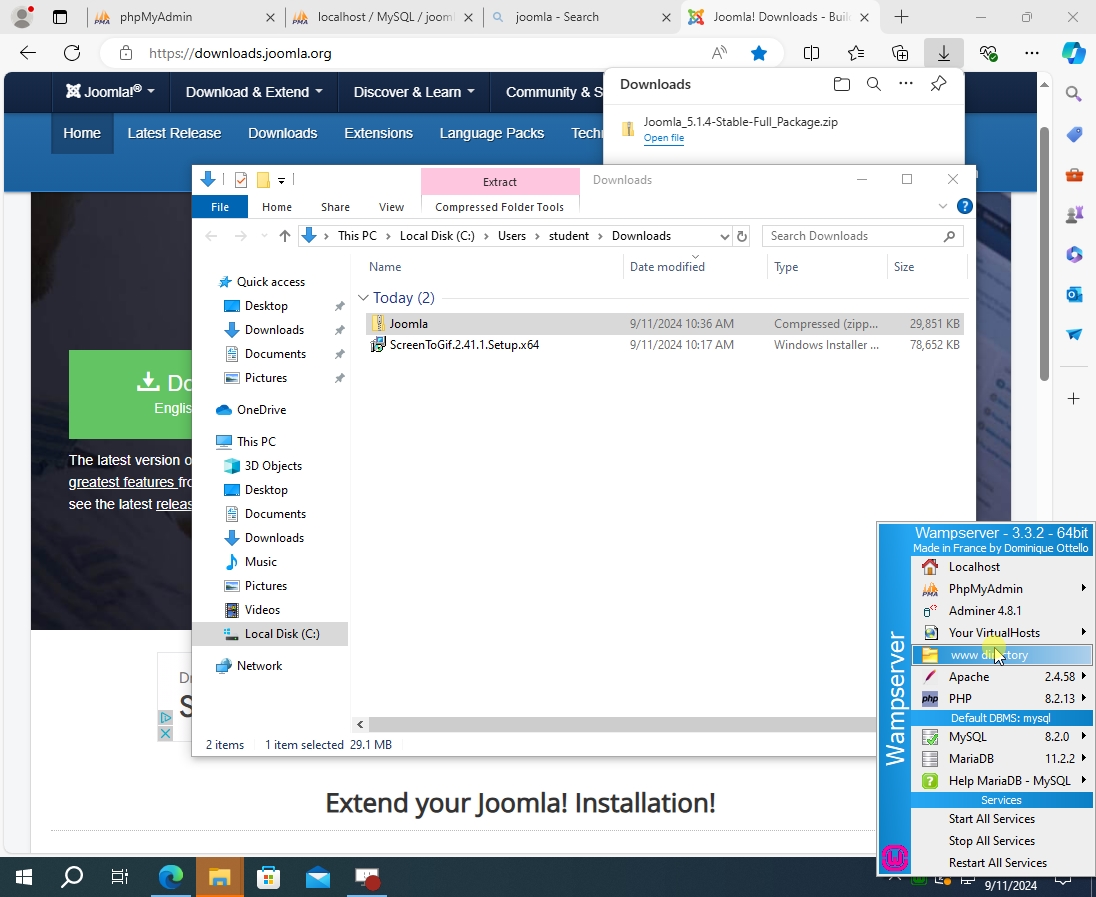 phpMyAdmin
localhost / MySQL / jooml
joomla - Search
Joomla! Downloads - Buil
https://downloads.joomla.org
Joomla!®
Download & Extend
Discover & Learn
Community & S
Home
Latest Release
Downloads
Extensions
Language Packs
Techn
Downloads
Joomla_5.1.4-Stale-Full_Package.zip
Open file
Do
Englis
The latest version o
greatest features fro
see the latest releas
Extract
Downloads
File
Home
Share
View
Compressed Folder Tools
This PC
Local Disk (C:)
Users
student
Downloads
Search Downloads
Name
Date modified
Type
Size
Today (2)
Joomla 9/11/2024 10:36 AM Compressed (zipp... 29,851 KB
ScreenToGif.2.41.1.Setup.x64 9/11/2024 10:17 AM Windows Installer ... 78,652 KB
Quick access
Desktop
Downloads
Documents
Pictures
OneDrive
This PC
3D Objects
Desktop
Documents
Downloads
Music
Pictures
Videos
Local Disk (C:)
Network
2 items 1 item selected 29.1 MB
Wampserver - 3.3.2 - 64bit
Made in France by Dominique Ottello
Wampserver
Localhost
PhpMyAdmin
Adminer 4.8.1
Your VirtualHosts
www directory
Apache 2.4.58
PHP 8.2.13
Default DBMS: mysql
MySQL 8.2.0
MariaDB 11.2.2
Help MariaDB - MySQL
Services
Start All Services
Stop All Services
Restart All Services
Extend your Joomla! Installation!
9/11/2024